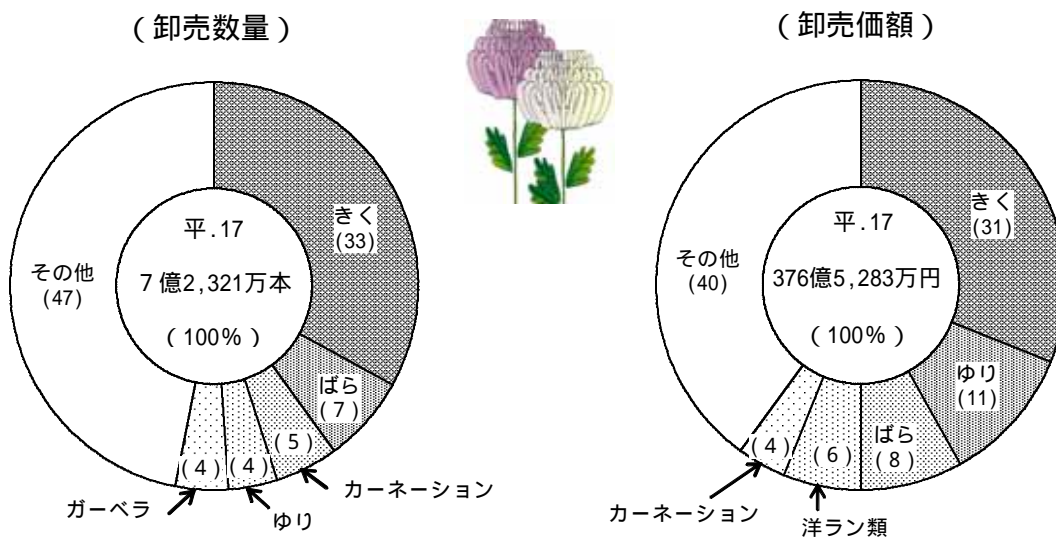 (卸売数量)
平.17
7億2,321万本
(100%)
きく
(33)
ばら
(7)
(5)
カーネーション
(4)
ゆり
(4)
ガーベラ
その他
(47)
(卸売価額)
平.17
376億5,283万円
(100%)
きく
(31)
ゆり
(11)
ばら
(8)
(6)
洋ラン類
(4)
カーネーション
その他
(40)